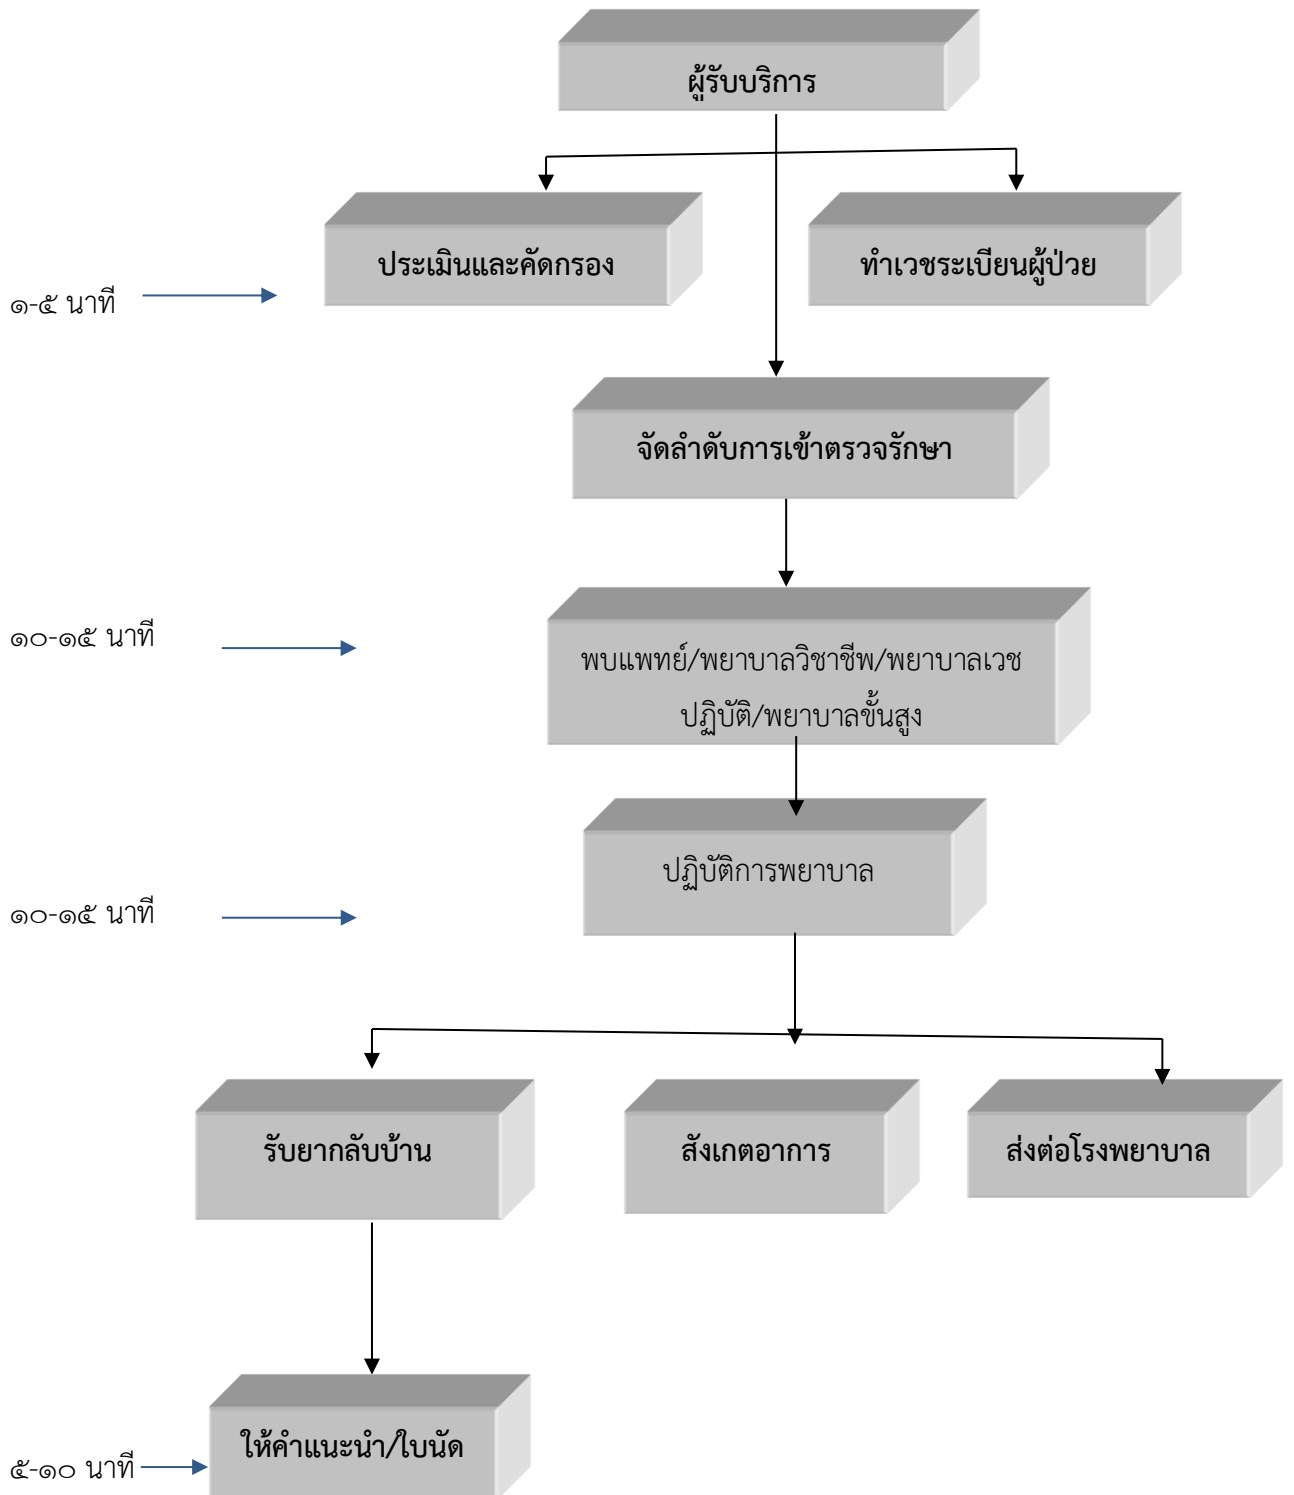 ผู้รับบริการ
ประเมินและคัดกรอง
ทำเวชระเบียนผู้ป่วย
๑-๕ นาที
จัดลำดับการเข้าตรวจรักษา
๑๐-๑๕ นาที
พบแพทย์/พยาบาลวิชาชีพ/พยาบาลเวช
ปฏิบัติ/พยาบาลขั้นสูง
ปฏิบัติการพยาบาล
๑๐-๑๕ นาที
รับยากลับบ้าน
สังเกตอาการ
ส่งต่อโรงพยาบาล
ให้คำแนะนำ/ใบนัด
๕-๑๐ นาที